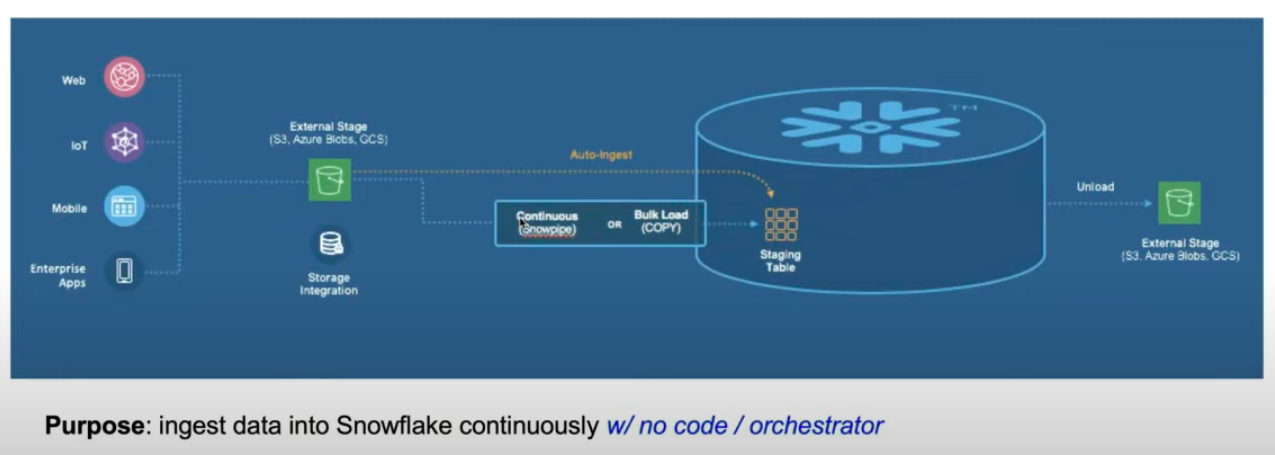 Web
IoT
Mobile
Enterprise
Apps
External Stage
(S3, Azure Blobs, GCS)
Storage
Integration
Auto-Ingest
Continuous
(Snowpipe)
OR
Bulk Load
(COPY)
TM
Staging
Table
Unload
External Stage
(S3, Azure Blobs, GCS)
Purpose: ingest data into Snowflake continuously w/ no code / orchestrator